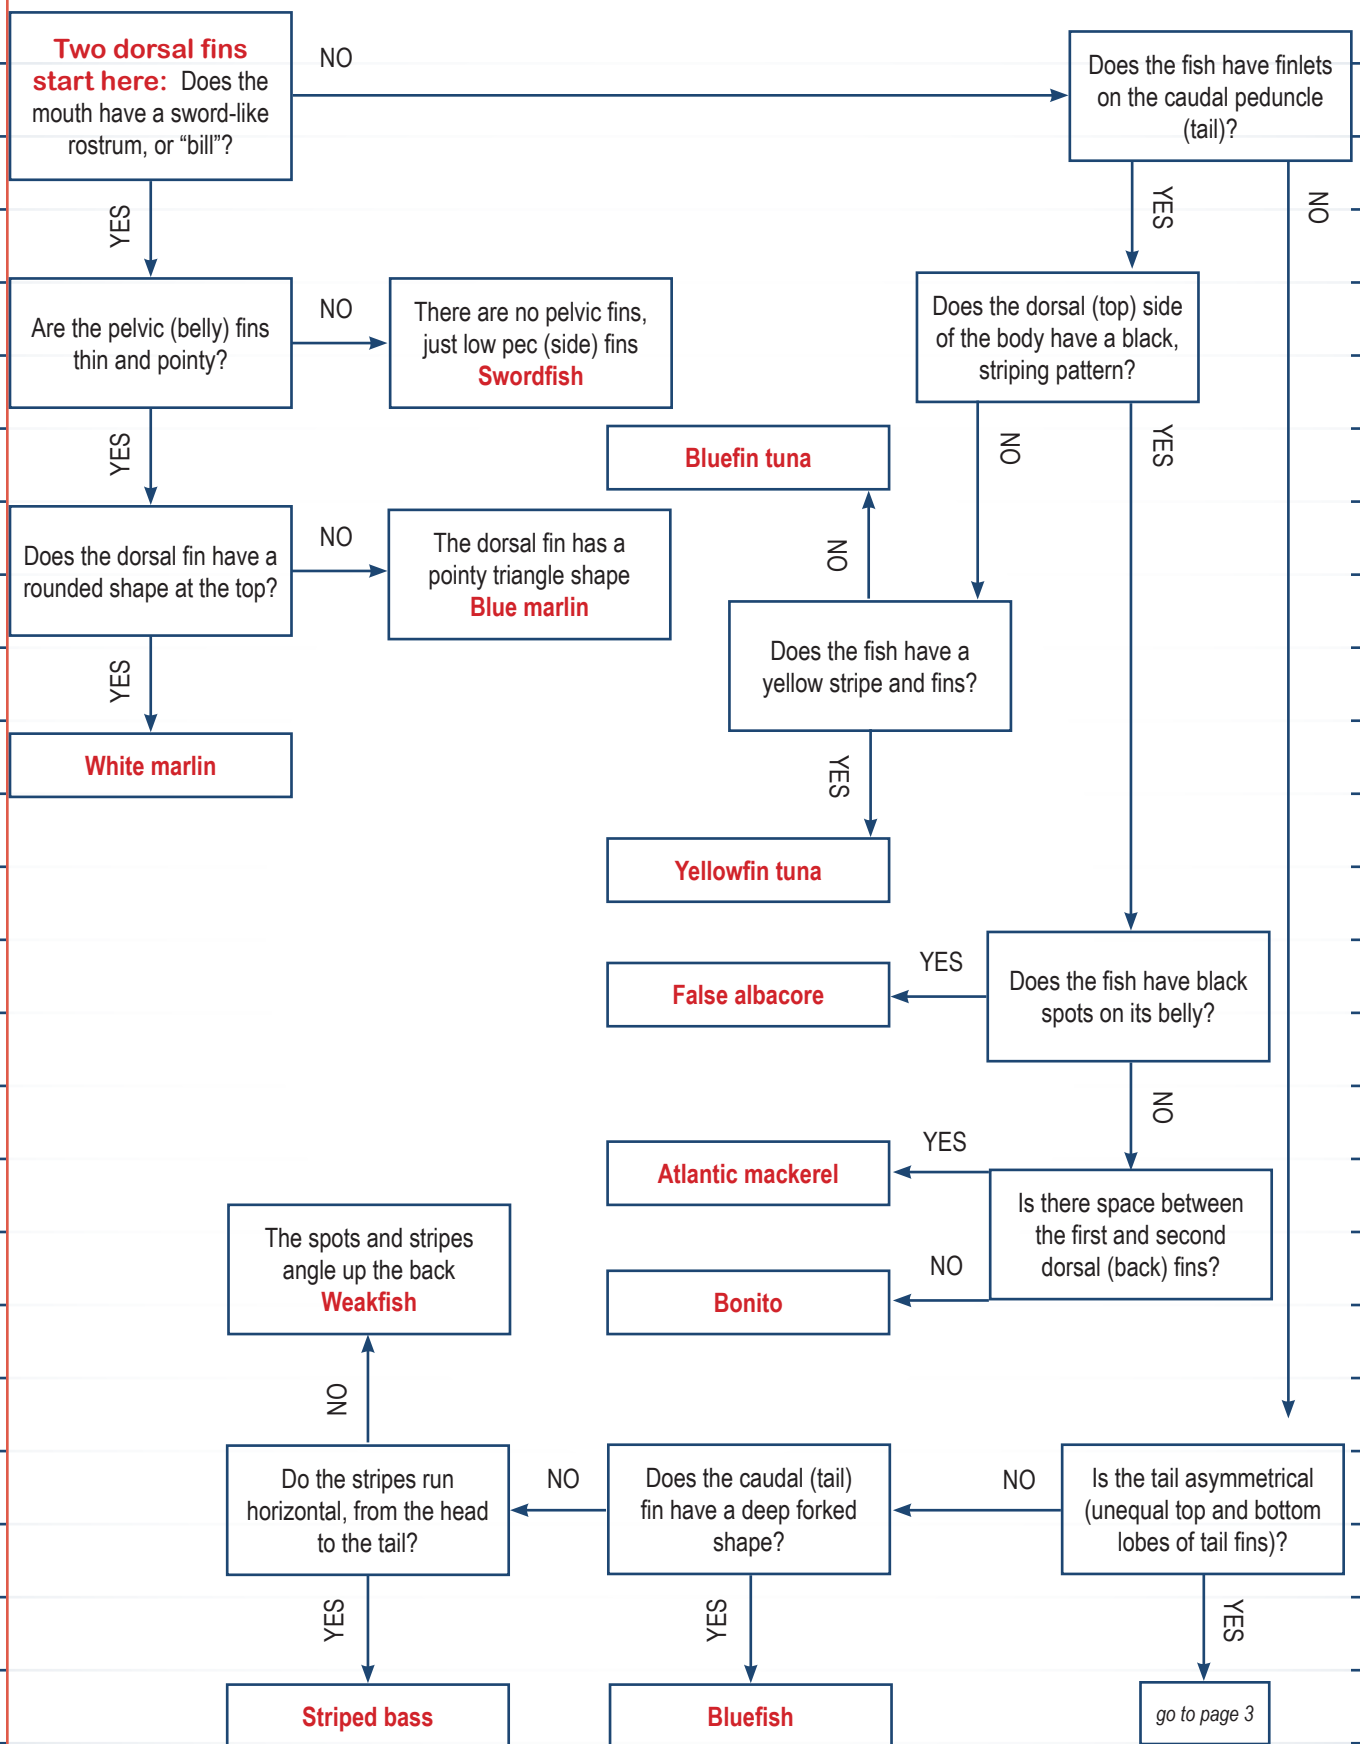 Two dorsal fins
start here: Does the
mouth have a sword-like
rostrum, or “bill”?
NO
Does the fish have finlets
on the caudal peduncle
(tail)?
YES
YES
NO
Are the pelvic (belly) fins
thin and pointy?
NO
There are no pelvic fins,
just low pec (side) fins
Swordfish
Does the dorsal (top) side
of the body have a black,
striping pattern?
YES
Bluefin tuna
NO
YES
Does the dorsal fin have a
rounded shape at the top?
NO
The dorsal fin has a
pointy triangle shape
Blue marlin
NO
Does the fish have a
yellow stripe and fins?
YES
White marlin
YES
Yellowfin tuna
False albacore
YES
Does the fish have black
spots on its belly?
NO
Atlantic mackerel
YES
Is there space between
the first and second
dorsal (back) fins?
NO
Bonito
The spots and stripes
angle up the back
Weakfish
NO
Do the stripes run
horizontal, from the head
to the tail?
NO
Does the caudal (tail)
fin have a deep forked
shape?
NO
Is the tail asymmetrical
(unequal top and bottom
lobes of tail fins)?
YES
YES
YES
Striped bass
Bluefish
go to page 3